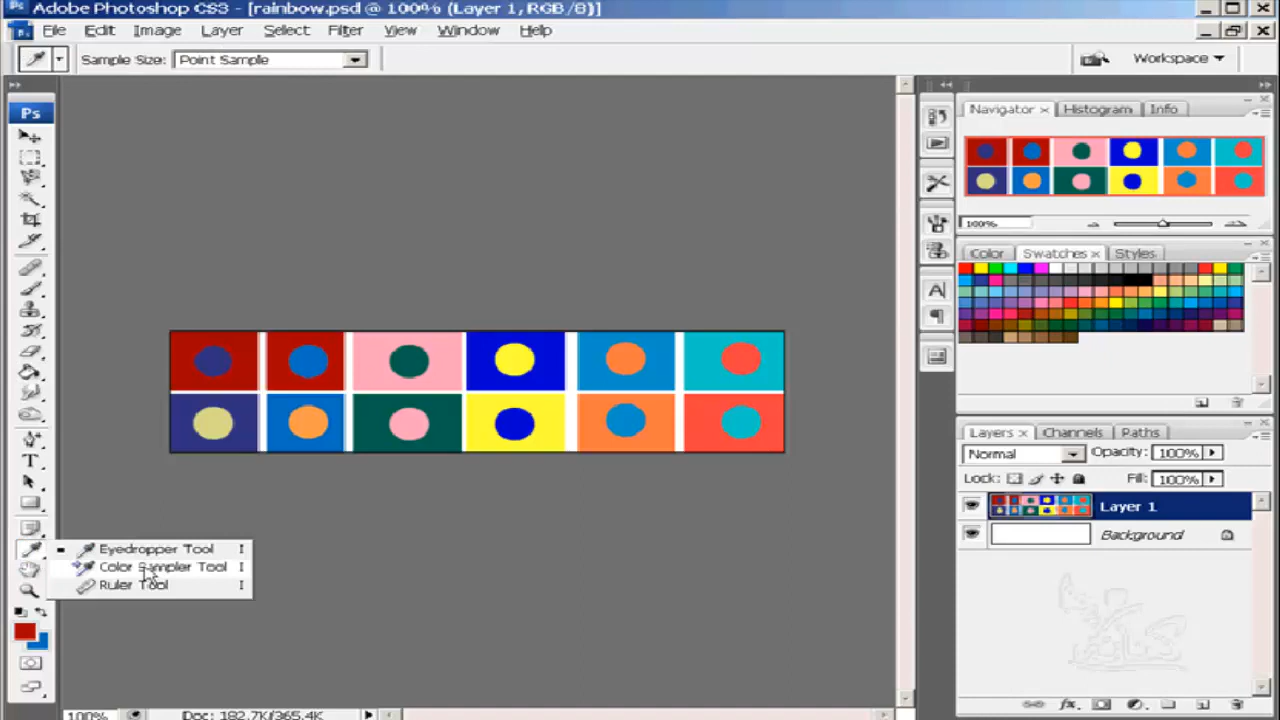 Adobe Photoshop CS3 - [rainbow.psd @ 100% (Layer 1,RGB/8)]
File Edit Image Layer Select Filter View Window Help
Sample Size: Point Sample Workspace
Ps
Navigator Histogram Info
100%
Color Swatches Styles
Layers Channels Paths
Normal Opacity: 100%
Lock: Fill: 100%
Layer 1
Background
Eyedropper Tool I
Color Sampler Tool I
Ruler Tool I
100% Doc: 182.7K/365.4K